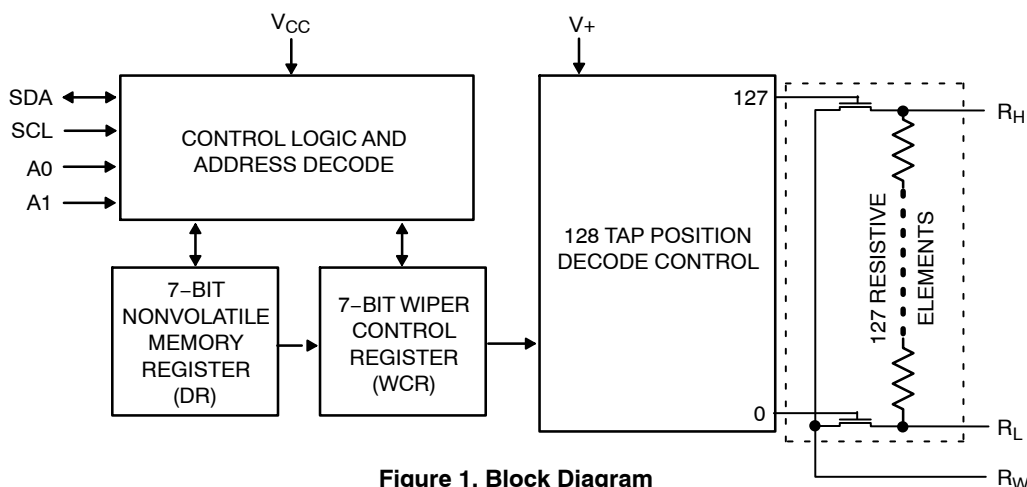 VCC
V+
SDA
SCL
A0
A1
CONTROL LOGIC AND
ADDRESS DECODE
7−BIT
NONVOLATILE
MEMORY
REGISTER
(DR)
7−BIT WIPER
CONTROL
REGISTER
(WCR)
128 TAP POSITION
DECODE CONTROL
127
0
127 RESISTIVE
ELEMENTS
RH
RL
RW
Figure 1. Block Diagram